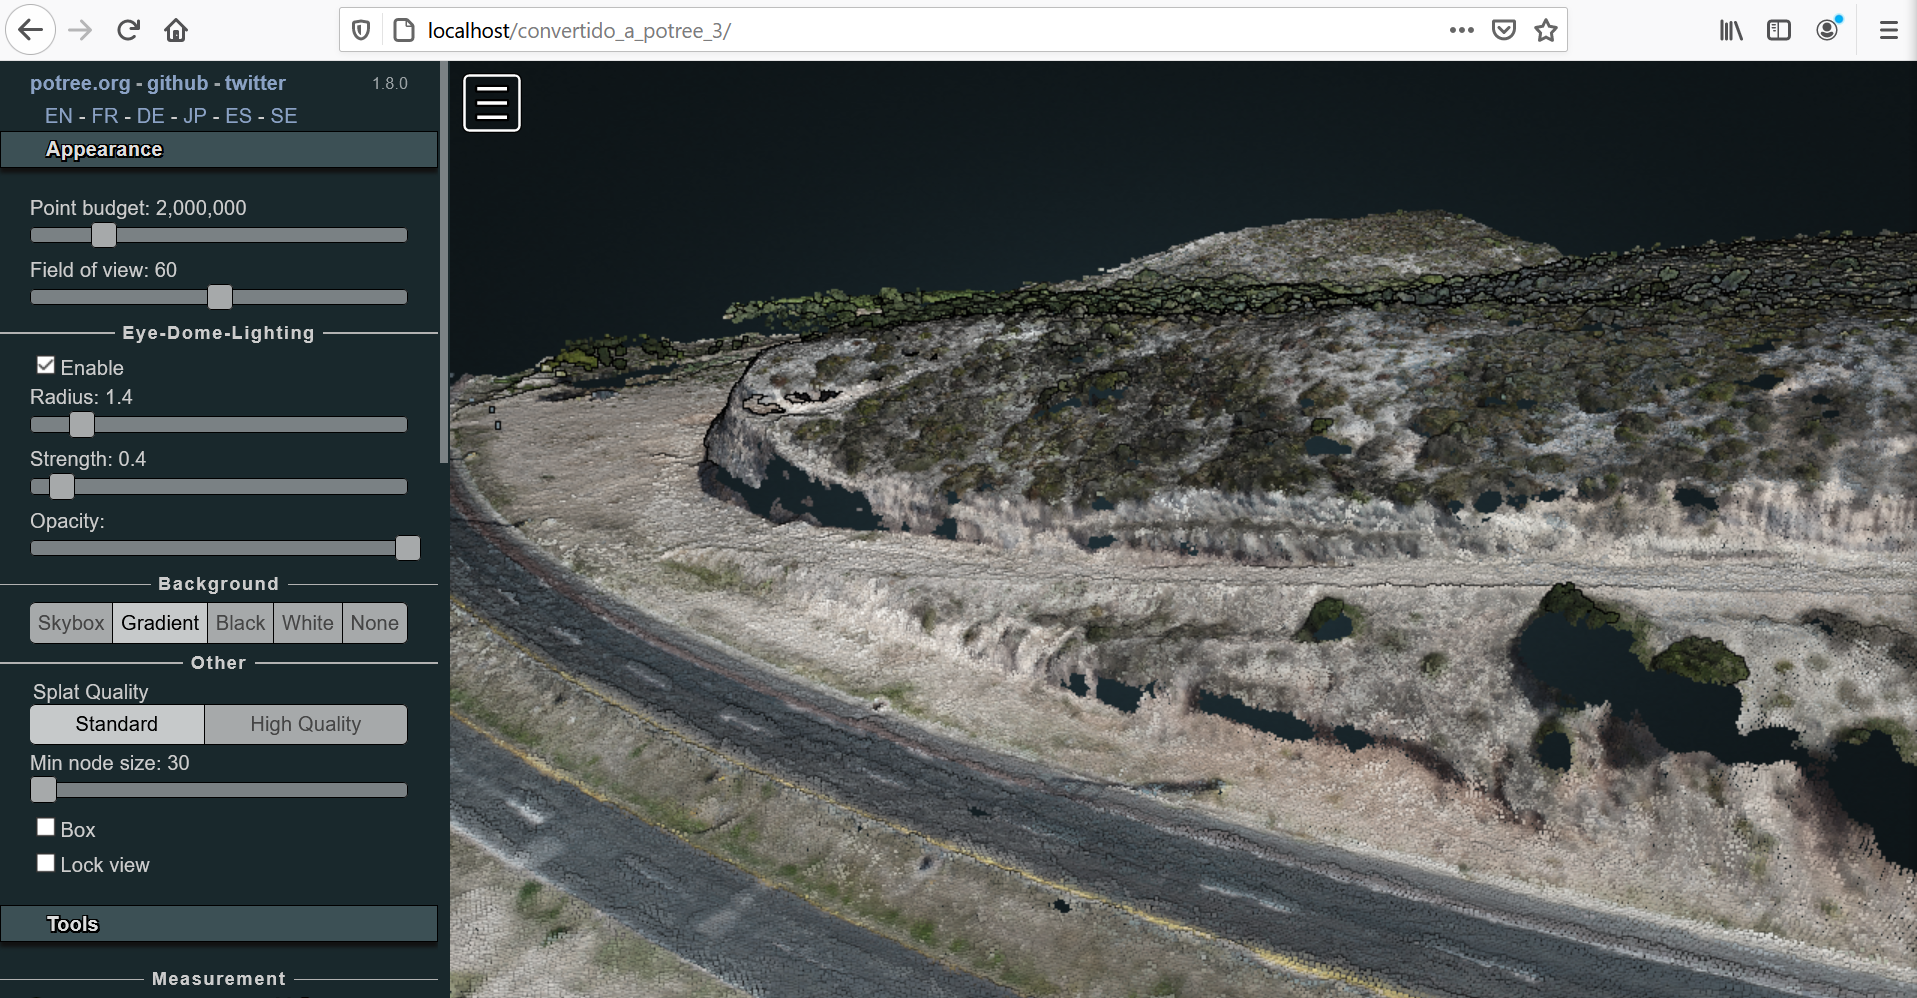 localhost/convertido_a_potree_3/
potree.org - github - twitter 1.8.0
EN - FR - DE - JP - ES - SE
Appearance
Point budget: 2,000,000
Field of view: 60
Eye-Dome-Lighting
Enable
Radius: 1.4
Strength: 0.4
Opacity:
Background
Skybox Gradient Black White None
Other
Splat Quality
Standard High Quality
Min node size: 30
Box
Lock view
Tools
Measurement